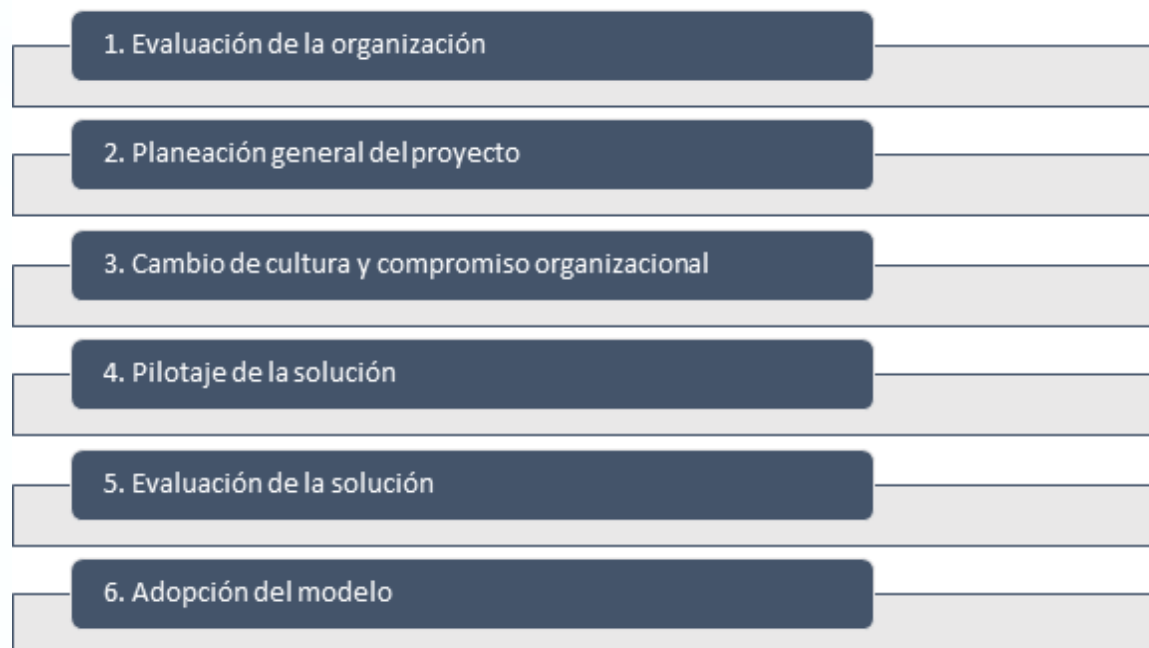 1. Evaluación de la organización
2. Planeación general del proyecto
3. Cambio de cultura y compromiso organizacional
4. Pilotaje de la solución
5. Evaluación de la solución
6. Adopción del modelo